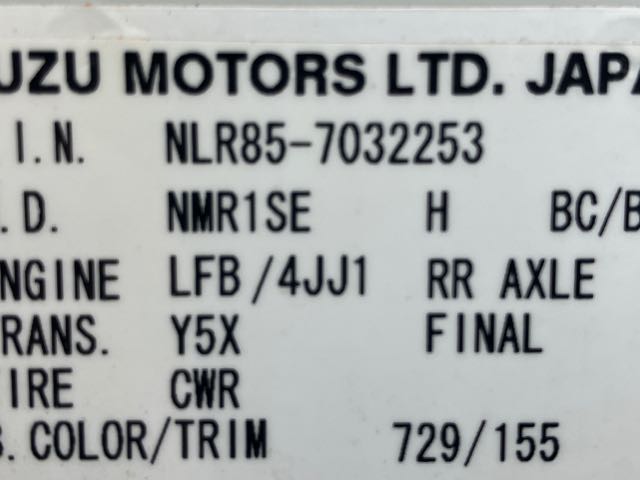 UZU MOTORS LTD. JAPA
.I.N. NLR85-7032253
.D. NMR1SE H BC/B
NGINE LFB/4JJ1 RR AXLE
RANS. Y5X FINAL
IRE CWR
B.COLOR/TRIM 729/155